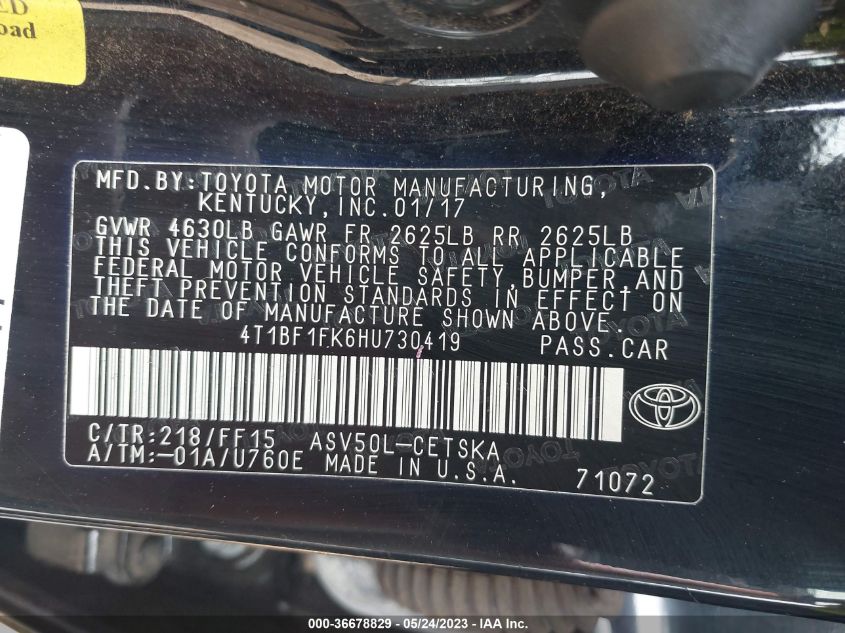 ED
oad
MFD.BY:TOYOTA MOTOR MANUFACTURING,
KENTUCKY,INC.01/17
GVWR 4630LB GAWR FR 2625LB RR 2625LB
THIS VEHICLE CONFORMS TO ALL APPLICABLE
FEDERAL MOTOR VEHICLE SAFETY,BUMPER,AND
THEFT PREVENTION STANDARDS IN EFFECT ON
THE DATE OF MANUFACTURE SHOWN ABOVE.
4T1BF1FK6HU730419 PASS.CAR
C/TR:218/FF15 ASV50L-CETSKA
A/TM:-01A/U760E MADE IN U.S.A.
71072
000-36678829 - 05/24/2023 - IAA Inc.